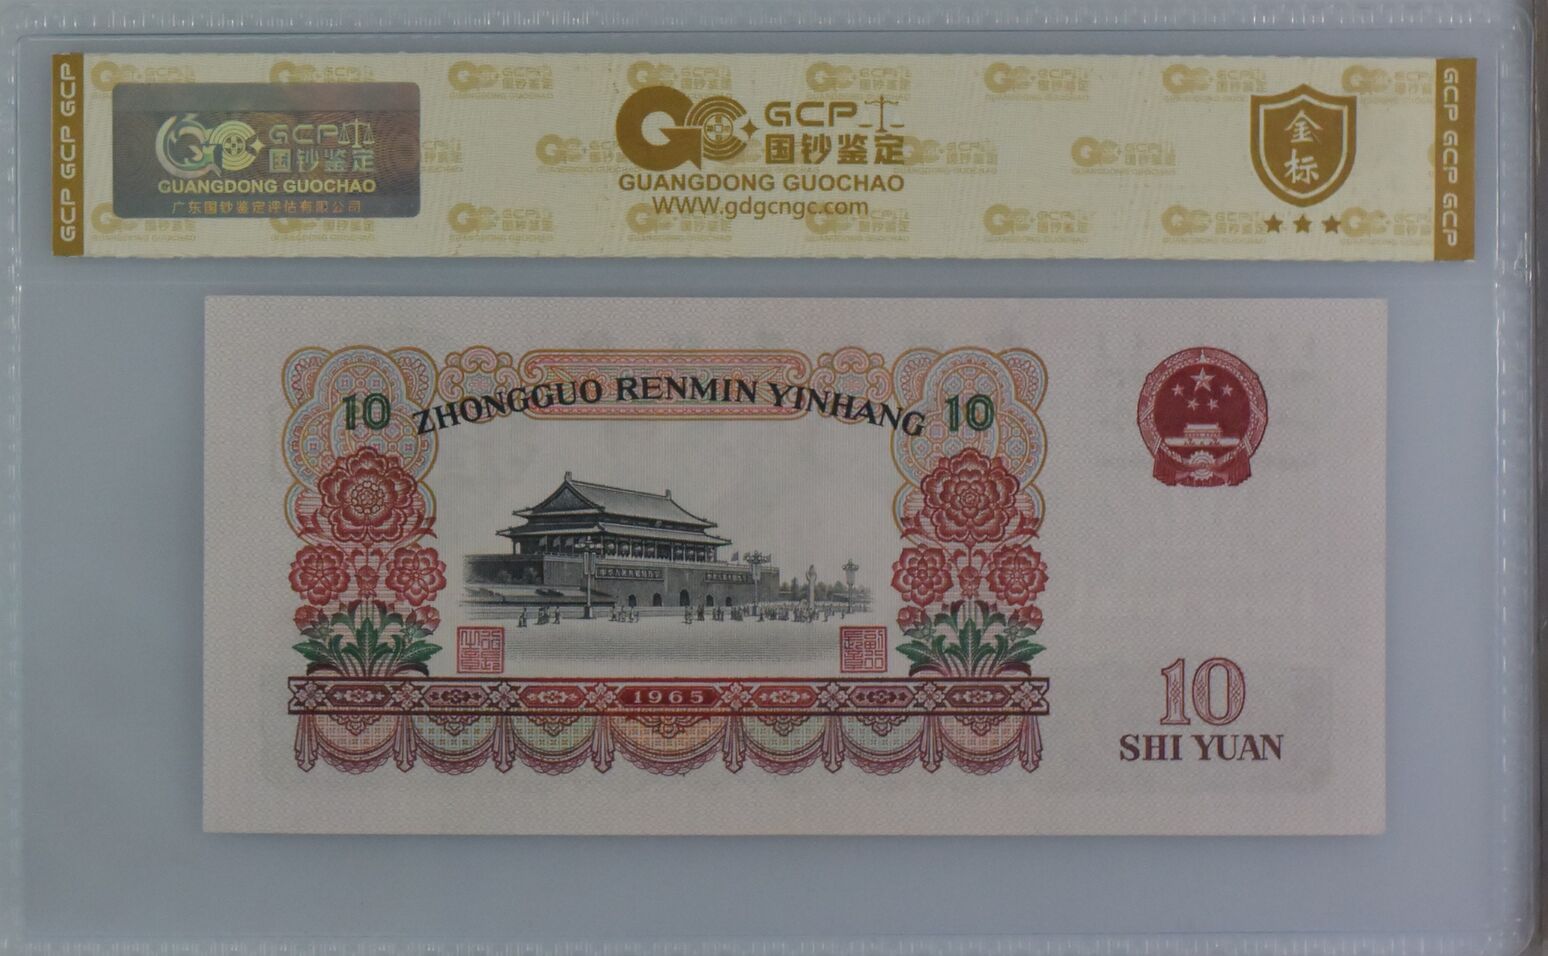 GCP GCP GCP
GCP 国钞鉴定
GUANGDONG GUOCHAO
广东国钞鉴定评估有限公司
GCP
国钞鉴定
GUANGDONG GUOCHAO
WWW.gdgcngc.com
金标
GCP GCP GCP
10 ZHONGGUO RENMIN YINHANG 10
1965
10
SHI YUAN